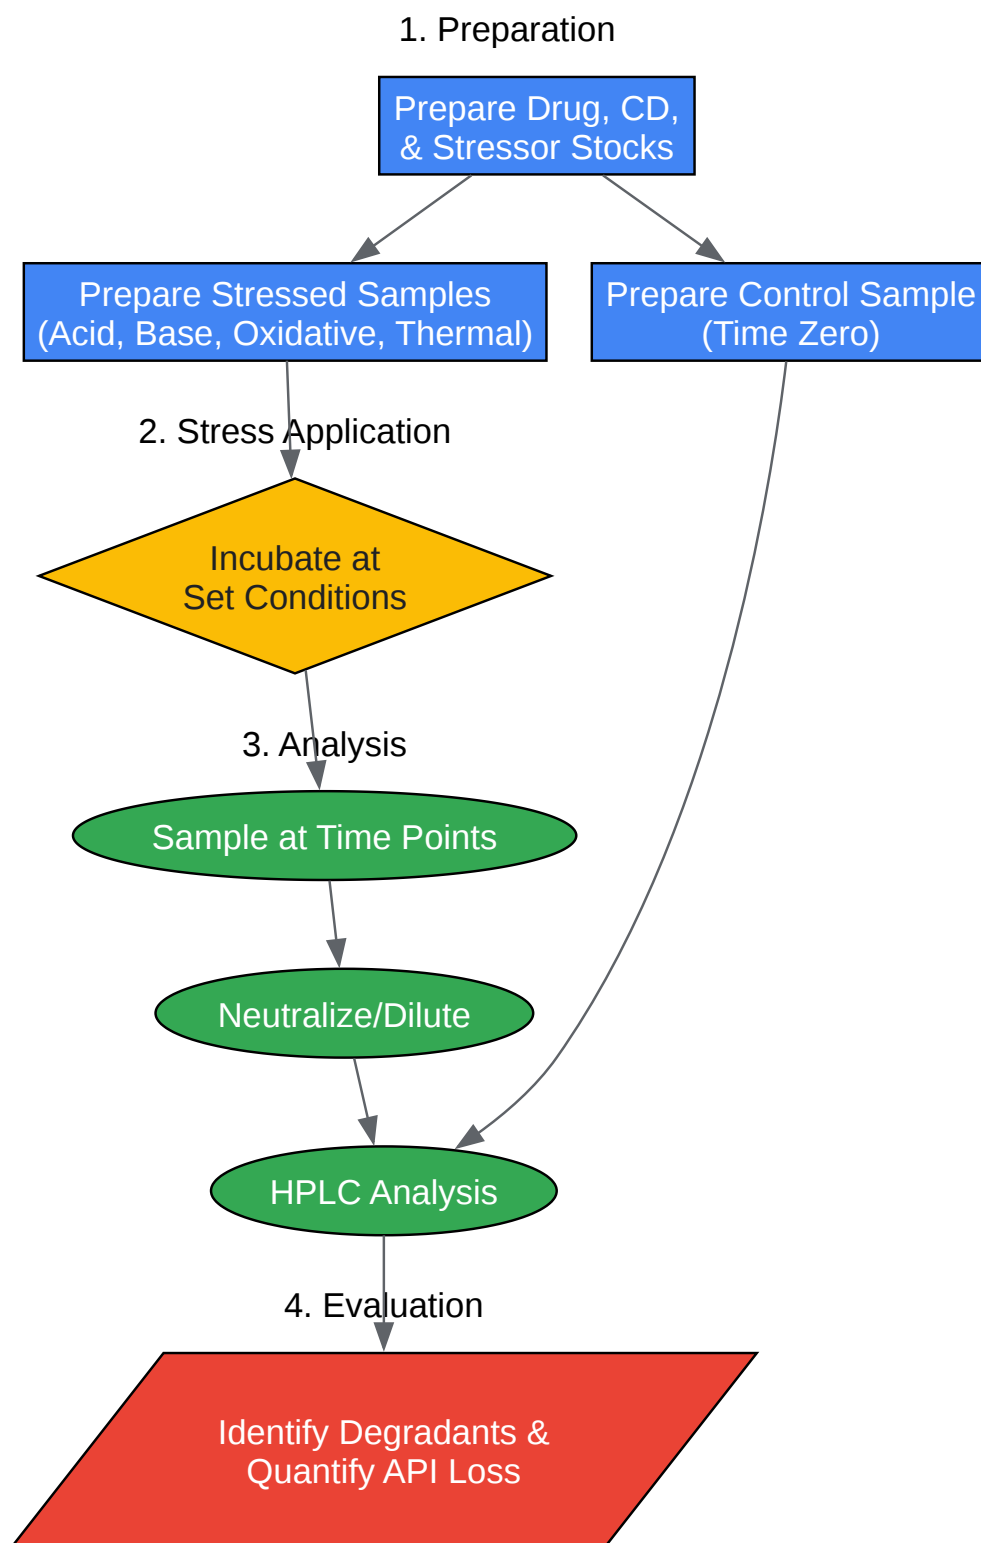 1. Preparation
Prepare Drug, CD,
& Stressor Stocks
Prepare Stressed Samples
(Acid, Base, Oxidative, Thermal)
Prepare Control Sample
(Time Zero)
2. Stress Application
Incubate at
Set Conditions
3. Analysis
Sample at Time Points
Neutralize/Dilute
HPLC Analysis
4. Evaluation
Identify Degradants &
Quantify API Loss